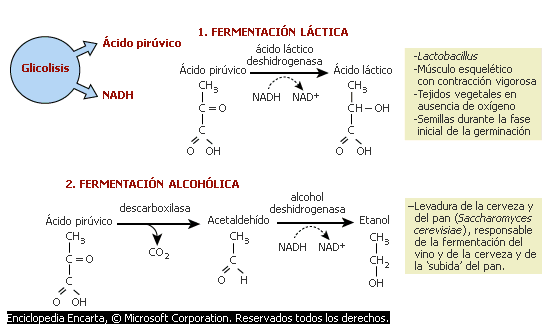 1. FERMENTACIÓN LÁCTICA
Glicolisis
Ácido pirúvico
NADH
Ácido pirúvico
ácido láctico
deshidrogenasa
Ácido láctico
NADH NAD+
CH₃
C=O
C
O OH
CH₃
CH–OH
C
O OH
-Lactobacillus
-Músculo esquelético
con contracción vigorosa
-Tejidos vegetales en
ausencia de oxígeno
-Semillas durante la fase
inicial de la germinación
2. FERMENTACIÓN ALCOHÓLICA
Ácido pirúvico
descarboxilasa
Acetaldehído
alcohol
deshidrogenasa
Etanol
CO₂
NADH NAD+
CH₃
C=O
C
O OH
CH₃
C
O H
CH₃
CH₂
OH
–Levadura de la cerveza y
del pan (Saccharomyces
cerevisiae), responsable
de la fermentación del
vino y de la cerveza y de
la 'subida' del pan.
Enciclopedia Encarta, © Microsoft Corporation. Reservados todos los derechos.